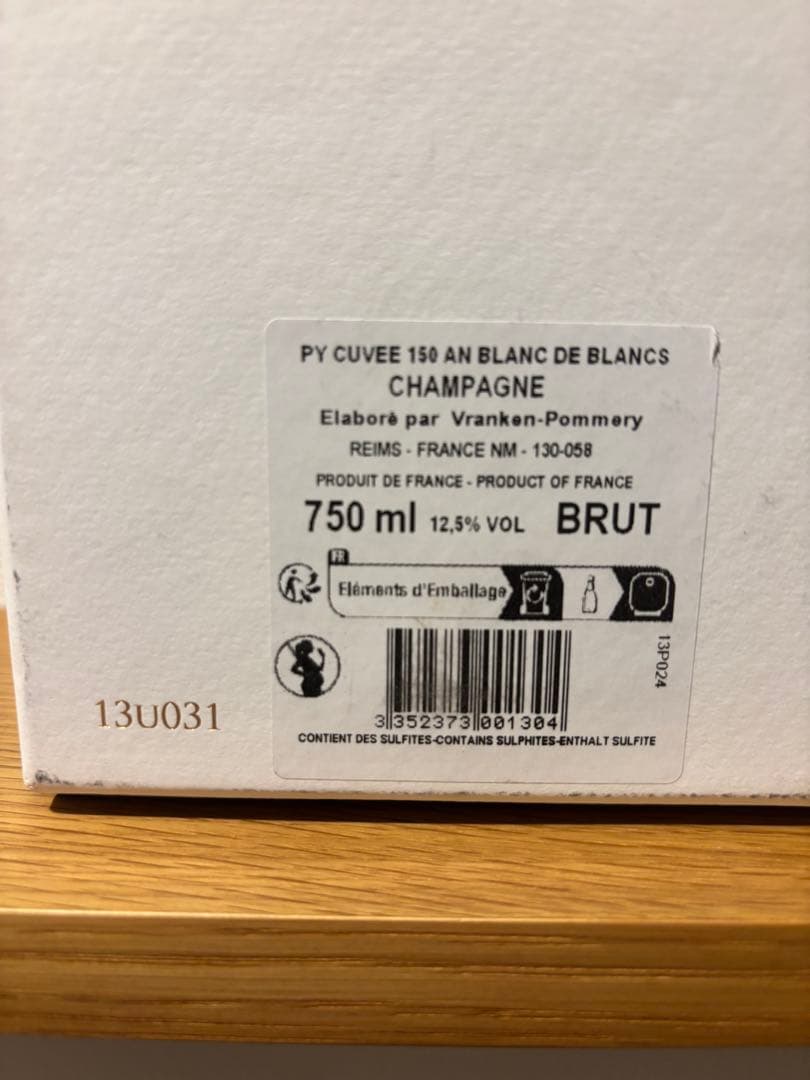 PY CUVEE 150 AN BLANC DE BLANCS
CHAMPAGNE
Elaboré par Vranken-Pommery
REIMS - FRANCE NM - 130-058
PRODUIT DE FRANCE - PRODUCT OF FRANCE
750 ml 12,5% VOL BRUT
FR
Eléments d'Emballage
13P024
13U031
3 352373 001304
CONTIENT DES SULFITES-CONTAINS SULPHITES-ENTHALT SULFITE